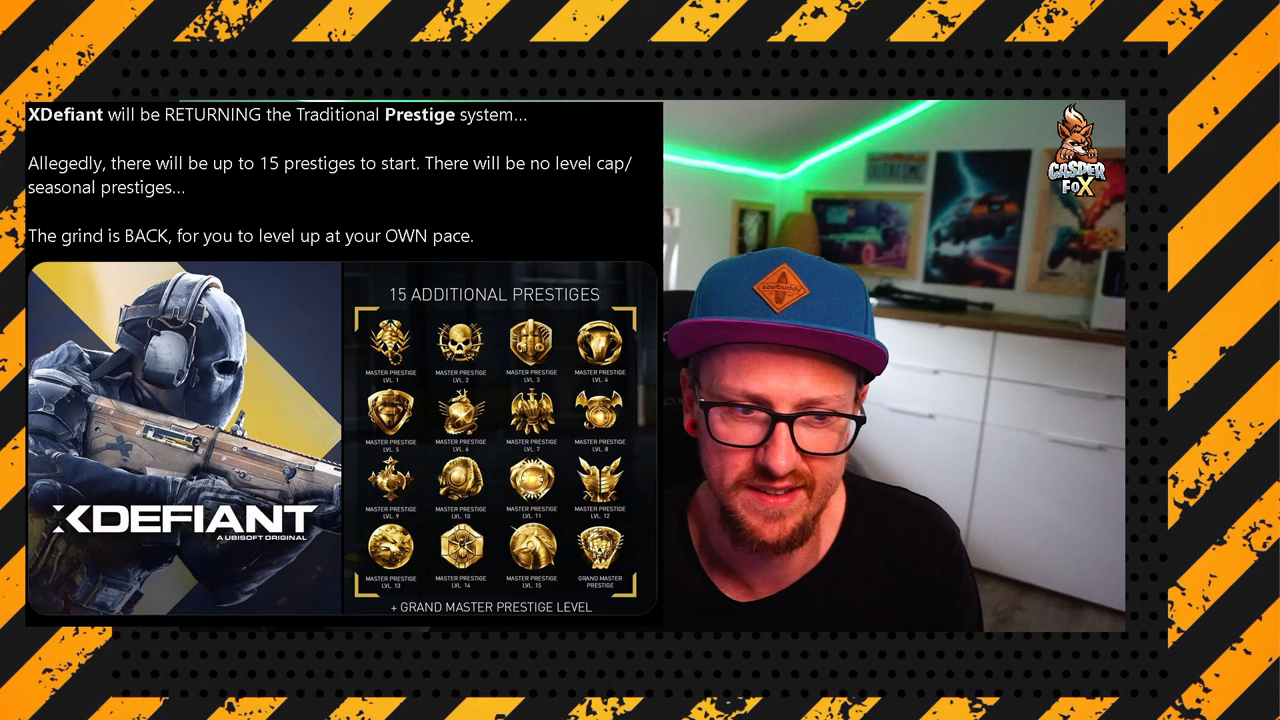 XDefiant will be RETURNING the Traditional Prestige system...
Allegedly, there will be up to 15 prestiges to start. There will be no level cap/
seasonal prestiges...
The grind is BACK, for you to level up at your OWN pace.
XDEFIANT
A UBISOFT ORIGINAL
15 ADDITIONAL PRESTIGES
MASTER PRESTIGE LVL. 1
MASTER PRESTIGE LVL. 2
MASTER PRESTIGE LVL. 3
MASTER PRESTIGE LVL. 4
MASTER PRESTIGE LVL. 5
MASTER PRESTIGE LVL. 6
MASTER PRESTIGE LVL. 7
MASTER PRESTIGE LVL. 8
MASTER PRESTIGE LVL. 9
MASTER PRESTIGE LVL. 10
MASTER PRESTIGE LVL. 11
MASTER PRESTIGE LVL. 12
MASTER PRESTIGE LVL. 13
MASTER PRESTIGE LVL. 14
MASTER PRESTIGE LVL. 15
GRAND MASTER PRESTIGE
+ GRAND MASTER PRESTIGE LEVEL
CASPER
FOX
soulbuddy
OUTATIME